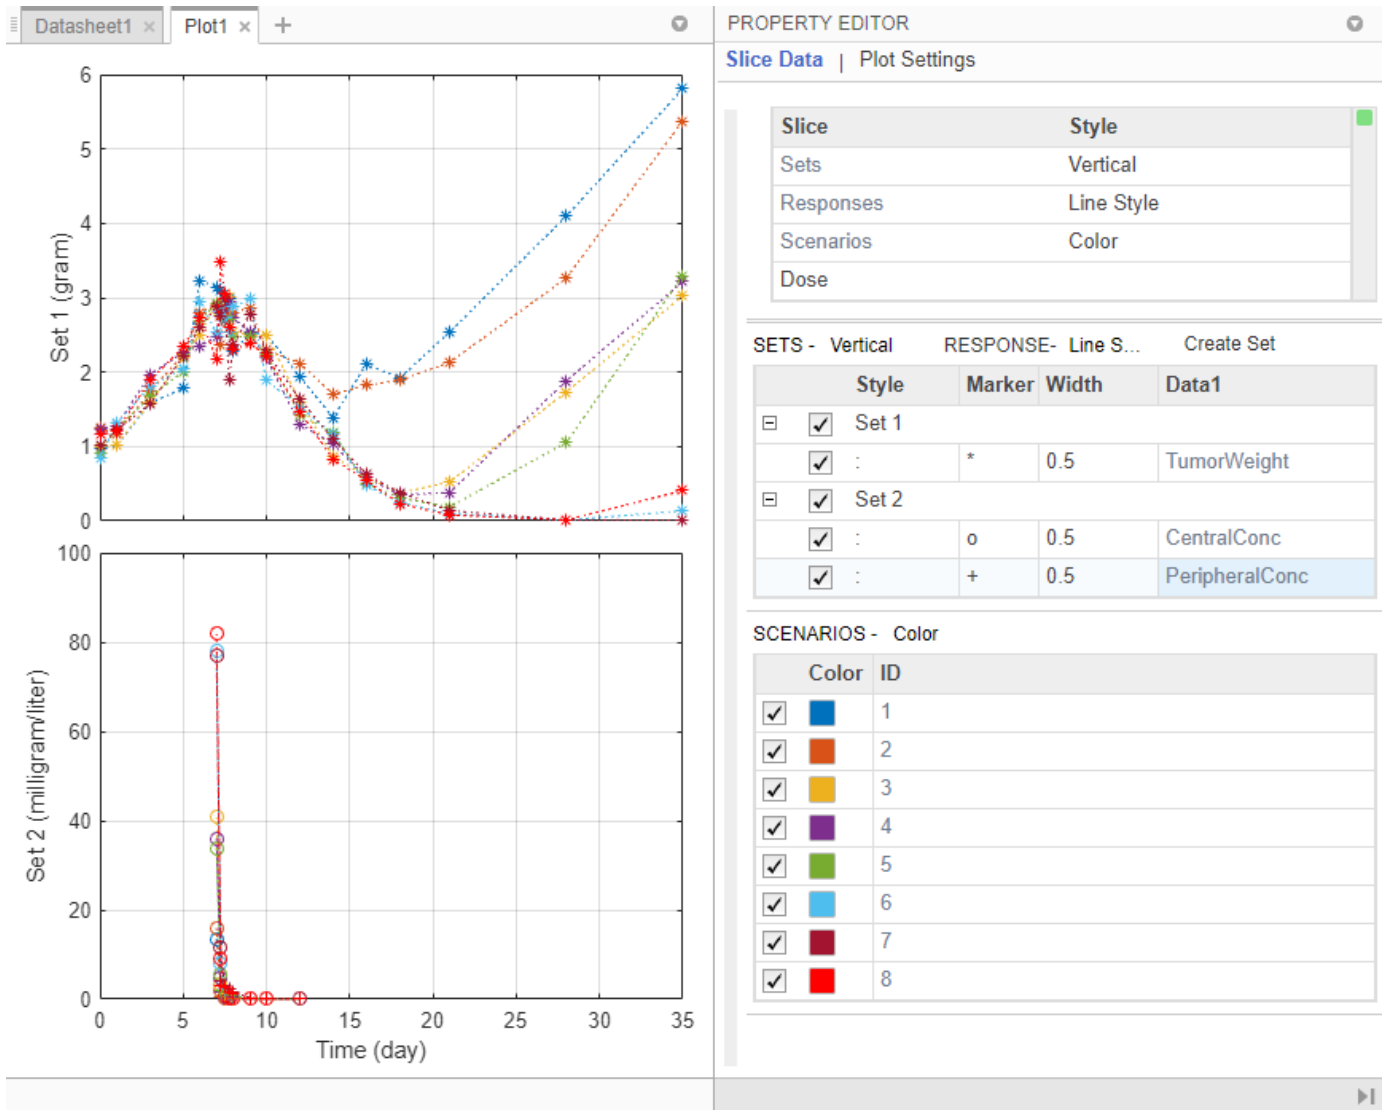 Datasheet1 × Plot1 × +
6
5
4
3
2
1
0
Set 1 (gram)
100
80
60
40
20
0
Set 2 (milligram/liter)
0 5 10 15 20 25 30 35
Time (day)
PROPERTY EDITOR
Slice Data | Plot Settings
Slice Style
Sets Vertical
Responses Line Style
Scenarios Color
Dose
SETS - Vertical RESPONSE- Line S... Create Set
Style Marker Width Data1
Set 1
: * 0.5 TumorWeight
Set 2
: o 0.5 CentralConc
: + 0.5 PeripheralConc
SCENARIOS - Color
Color ID
1
2
3
4
5
6
7
8